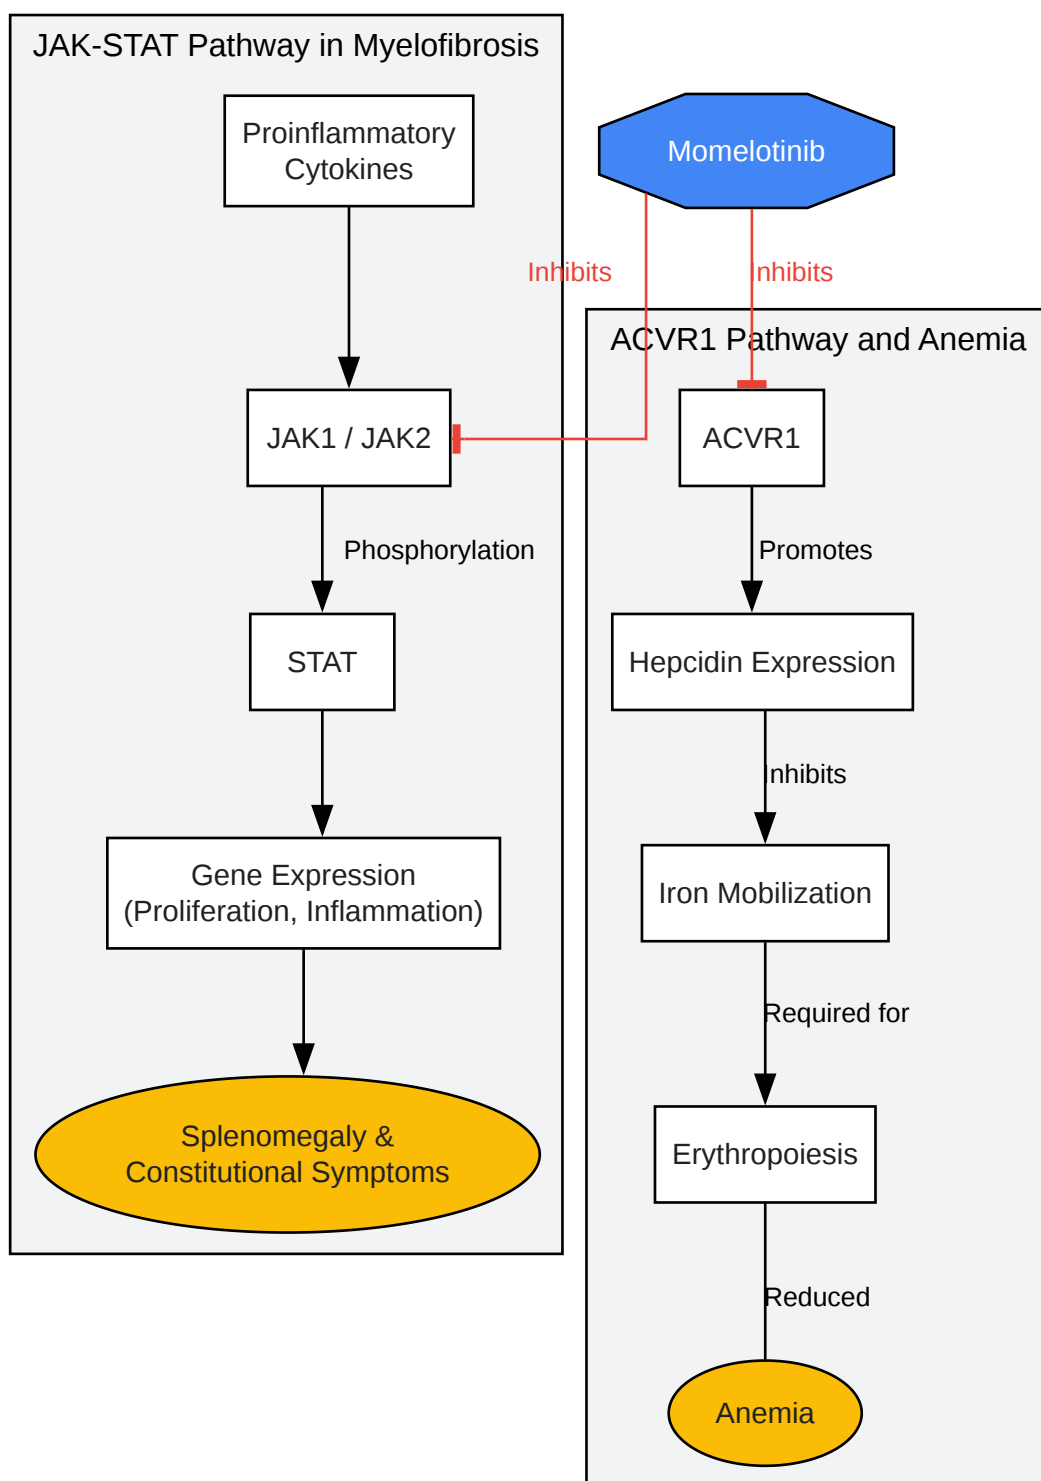 JAK-STAT Pathway in Myelofibrosis
Proinflammatory
Cytokines
Momelotinib
Inhibits
Inhibits
ACVR1 Pathway and Anemia
JAK1 / JAK2
ACVR1
Phosphorylation
Promotes
STAT
Hepcidin Expression
Inhibits
Gene Expression
(Proliferation, Inflammation)
Iron Mobilization
Required for
Splenomegaly &
Constitutional Symptoms
Erythropoiesis
Reduced
Anemia